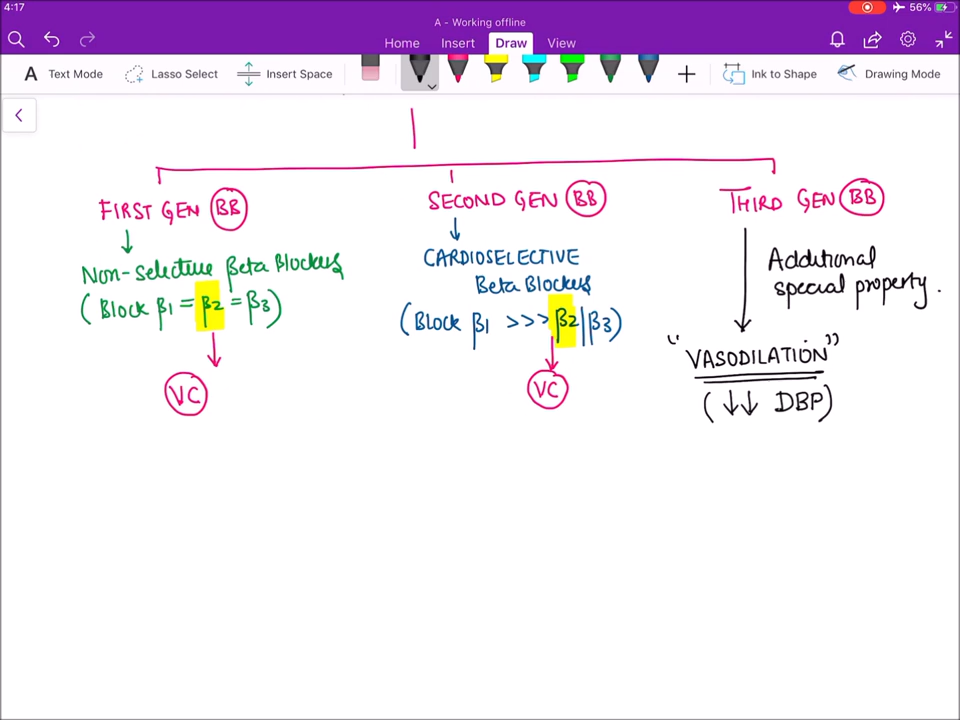 4:17
56%
A - Working offline
Home Insert Draw View
A Text Mode Lasso Select Insert Space Ink to Shape Drawing Mode
FIRST GEN BB
Non-selective Beta Blockers
(Block β1 = β2 = β3)
VC
SECOND GEN BB
CARDIOSELECTIVE
Beta Blockers
(Block β1 >>> β2|β3)
VC
THIRD GEN BB
Additional
special property.
"VASODILATION"
(↓↓ DBP)